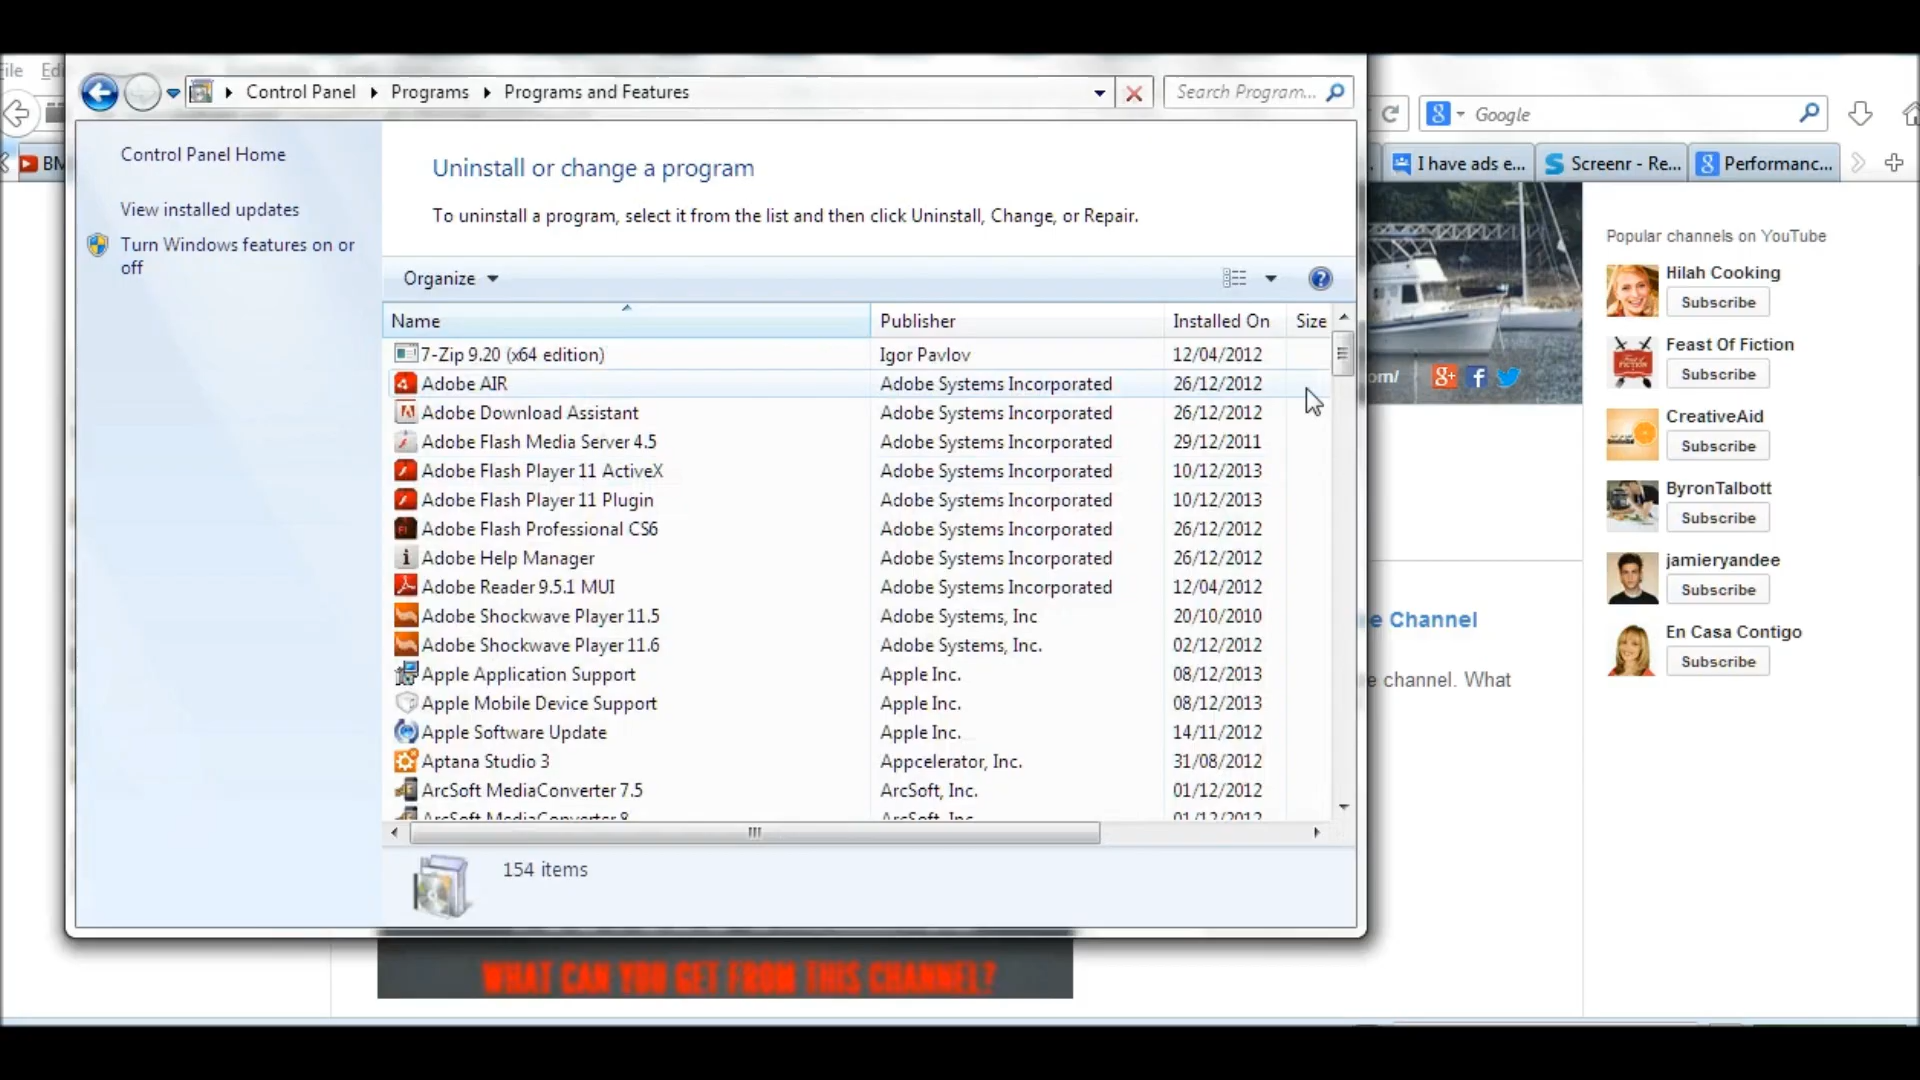 File Edi
Control Panel Programs Programs and Features
Search Program...
Google
BM
I have ads e...
Screenr - Re...
Performanc...
Control Panel Home
View installed updates
Turn Windows features on or
off
Uninstall or change a program
To uninstall a program, select it from the list and then click Uninstall, Change, or Repair.
Organize
Name Publisher Installed On Size
7-Zip 9.20 (x64 edition) Igor Pavlov 12/04/2012
Adobe AIR Adobe Systems Incorporated 26/12/2012
Adobe Download Assistant Adobe Systems Incorporated 26/12/2012
Adobe Flash Media Server 4.5 Adobe Systems Incorporated 29/12/2011
Adobe Flash Player 11 ActiveX Adobe Systems Incorporated 10/12/2013
Adobe Flash Player 11 Plugin Adobe Systems Incorporated 10/12/2013
Adobe Flash Professional CS6 Adobe Systems Incorporated 26/12/2012
Adobe Help Manager Adobe Systems Incorporated 26/12/2012
Adobe Reader 9.5.1 MUI Adobe Systems Incorporated 12/04/2012
Adobe Shockwave Player 11.5 Adobe Systems, Inc 20/10/2010
Adobe Shockwave Player 11.6 Adobe Systems, Inc. 02/12/2012
Apple Application Support Apple Inc. 08/12/2013
Apple Mobile Device Support Apple Inc. 08/12/2013
Apple Software Update Apple Inc. 14/11/2012
Aptana Studio 3 Appcelerator, Inc. 31/08/2012
ArcSoft MediaConverter 7.5 ArcSoft, Inc. 01/12/2012
ArcSoft MediaConverter 8 ArcSoft, Inc. 01/12/2012
154 items
WHAT CAN YOU GET FROM THIS CHANNEL?
om/
e Channel
e channel. What
Popular channels on YouTube
Hilah Cooking
Subscribe
Feast Of Fiction
Subscribe
CreativeAid
Subscribe
ByronTalbott
Subscribe
jamieryandee
Subscribe
En Casa Contigo
Subscribe